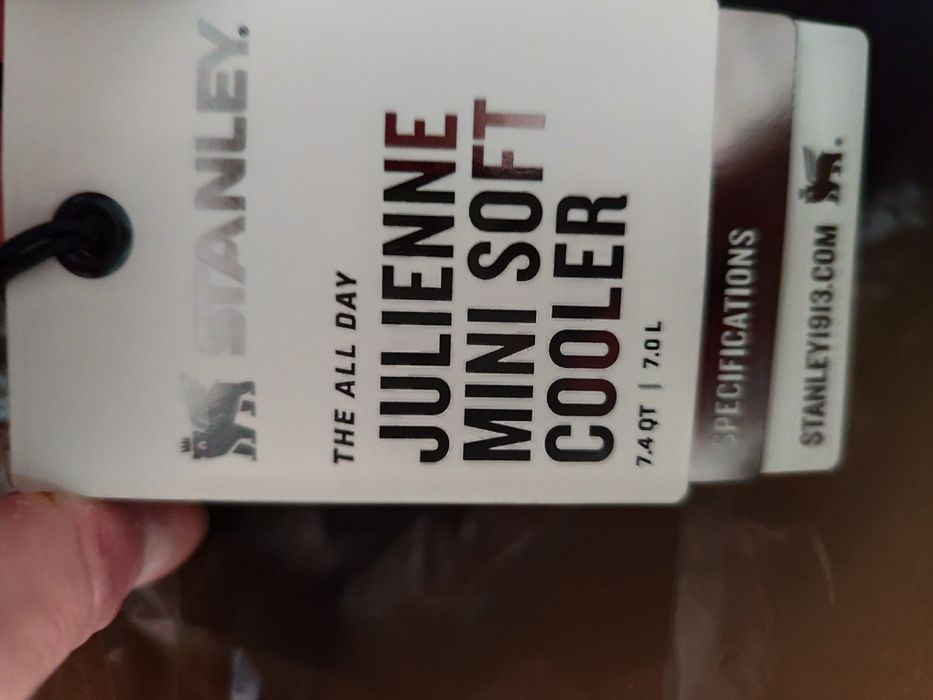 STANLEY®
THE ALL DAY
JULIENNE
MINI SOFT
COOLER
7.4 QT | 7.0 L
SPECIFICATIONS
STANLEY1913.COM